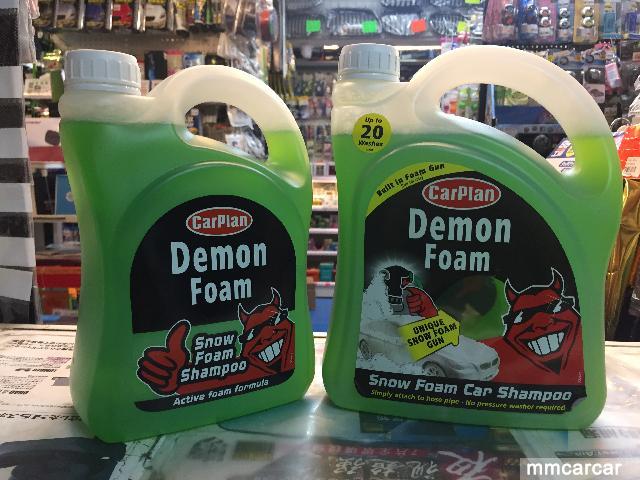 CarPlan
Demon
Foam
Snow
Foam
Shampoo
Active foam formula
Up to
20
Washes
Built in Foam Gun
CarPlan
Demon
Foam
UNIQUE
SNOW FOAM
GUN
Snow Foam Car Shampoo
Simply attach to hose pipe - No pressure washer required
mmcarcar